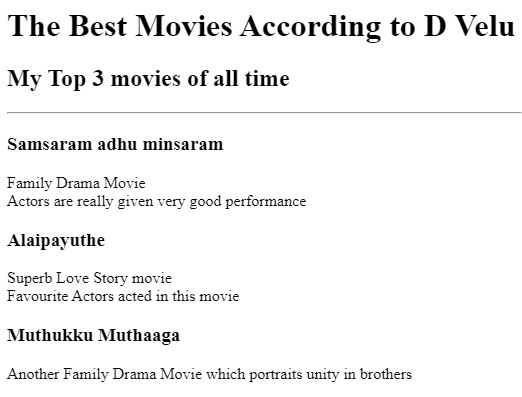 The Best Movies According to D Velu
My Top 3 movies of all time
Samsaram adhu minsaram
Family Drama Movie
Actors are really given very good performance
Alaipayuthe
Superb Love Story movie
Favourite Actors acted in this movie
Muthukku Muthaaga
Another Family Drama Movie which portraits unity in brothers